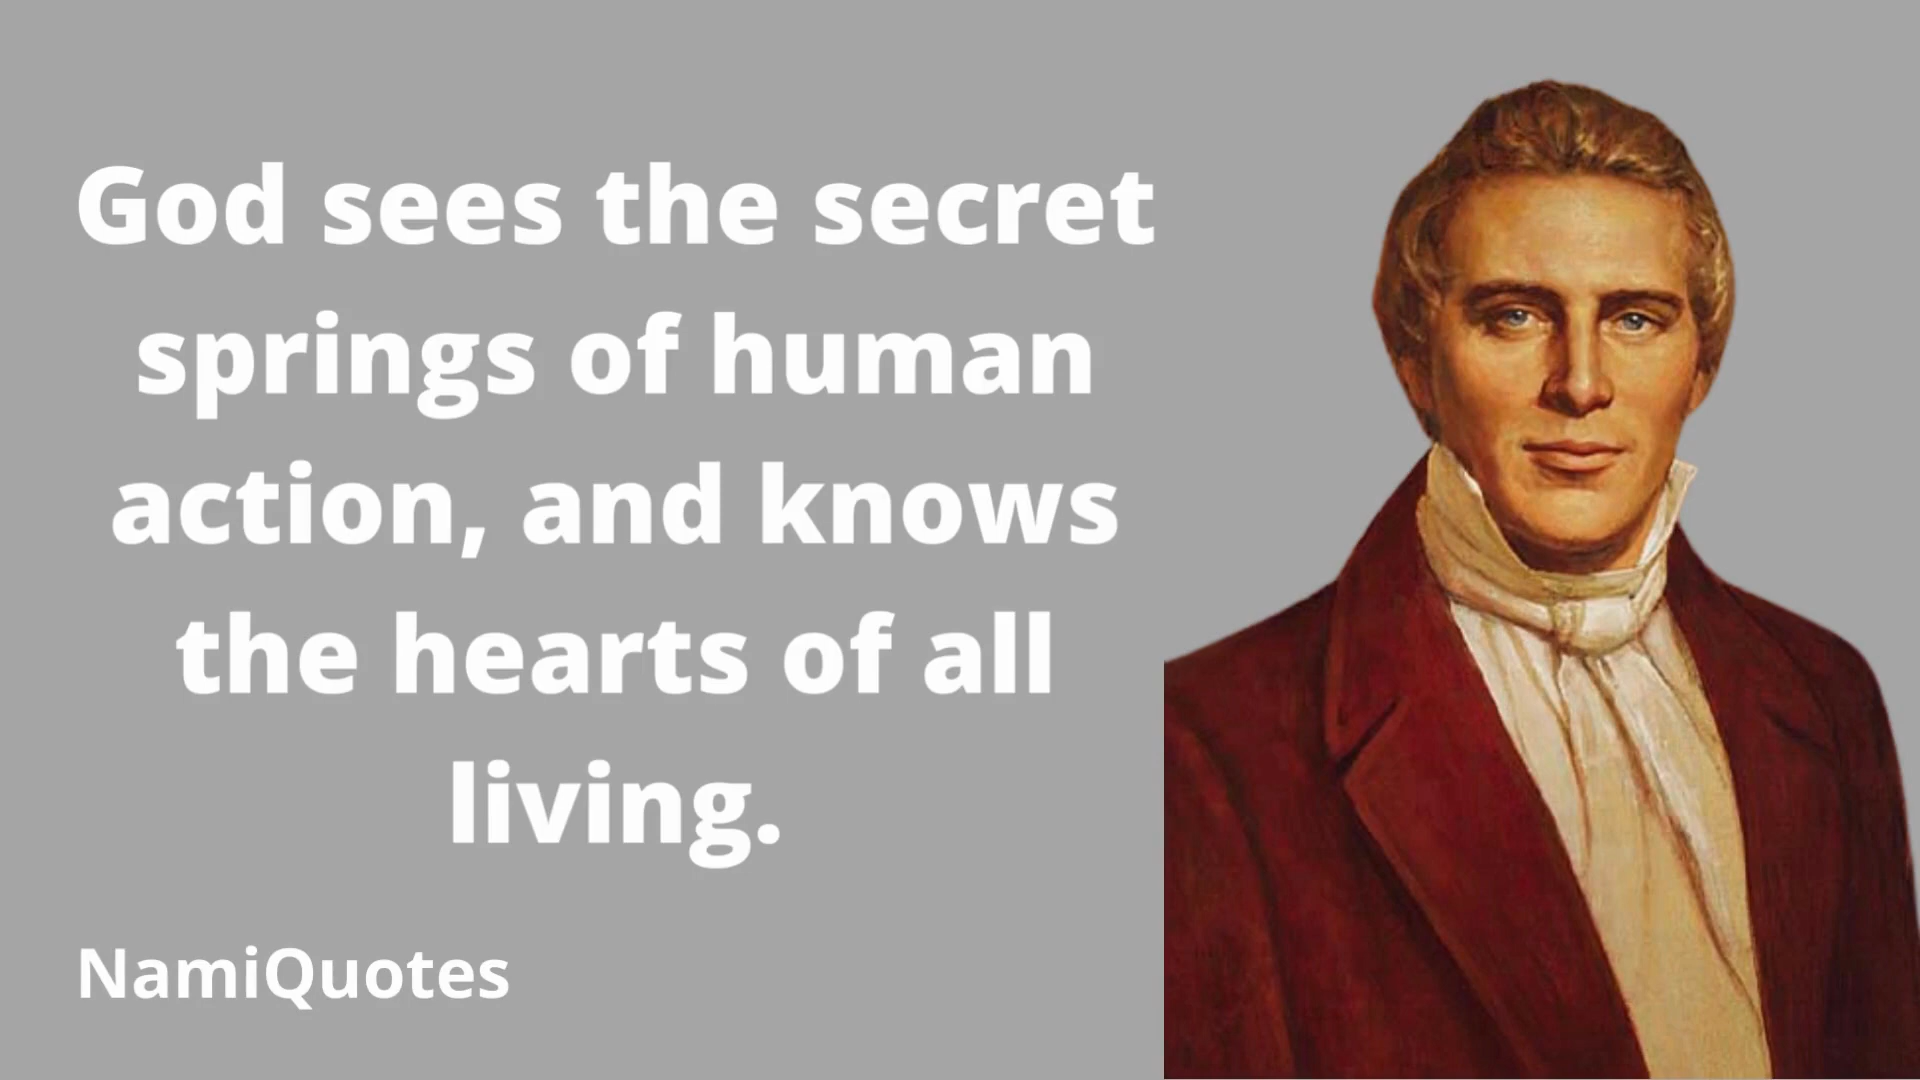 God sees the secret
springs of human
action, and knows
the hearts of all
living.
NamiQuotes